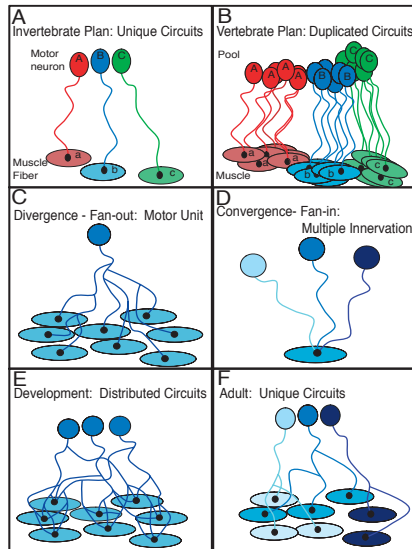 A
Invertebrate Plan: Unique Circuits
Motor
neuron
A B C
Muscle
Fiber
a
b
c
B
Vertebrate Plan: Duplicated Circuits
Pool
A A A A
B B B
C C
Muscle
a a
b b
c
c
C
Divergence - Fan-out: Motor Unit
D
Convergence- Fan-in:
Multiple Innervation
E
Development: Distributed Circuits
F
Adult: Unique Circuits